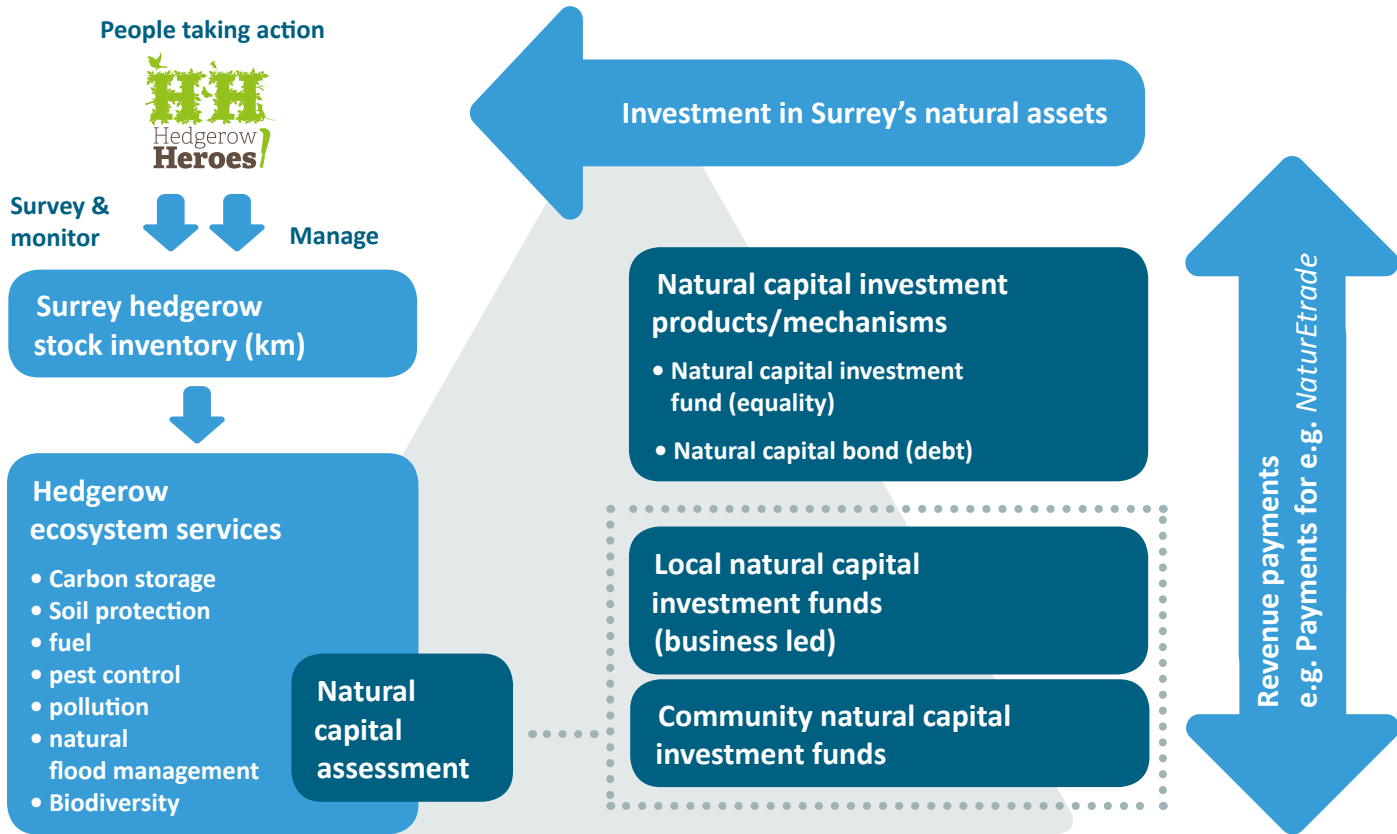 People taking action
HH
Hedgerow
Heroes
Survey &
monitor
Manage
Surrey hedgerow
stock inventory (km)
Hedgerow
ecosystem services
• Carbon storage
• Soil protection
• fuel
• pest control
• pollution
• natural
flood management
• Biodiversity
Natural
capital
assessment
Investment in Surrey’s natural assets
Natural capital investment
products/mechanisms
• Natural capital investment
fund (equality)
• Natural capital bond (debt)
Local natural capital
investment funds
(business led)
Community natural capital
investment funds
Revenue payments
e.g. Payments for e.g. NaturEtrade